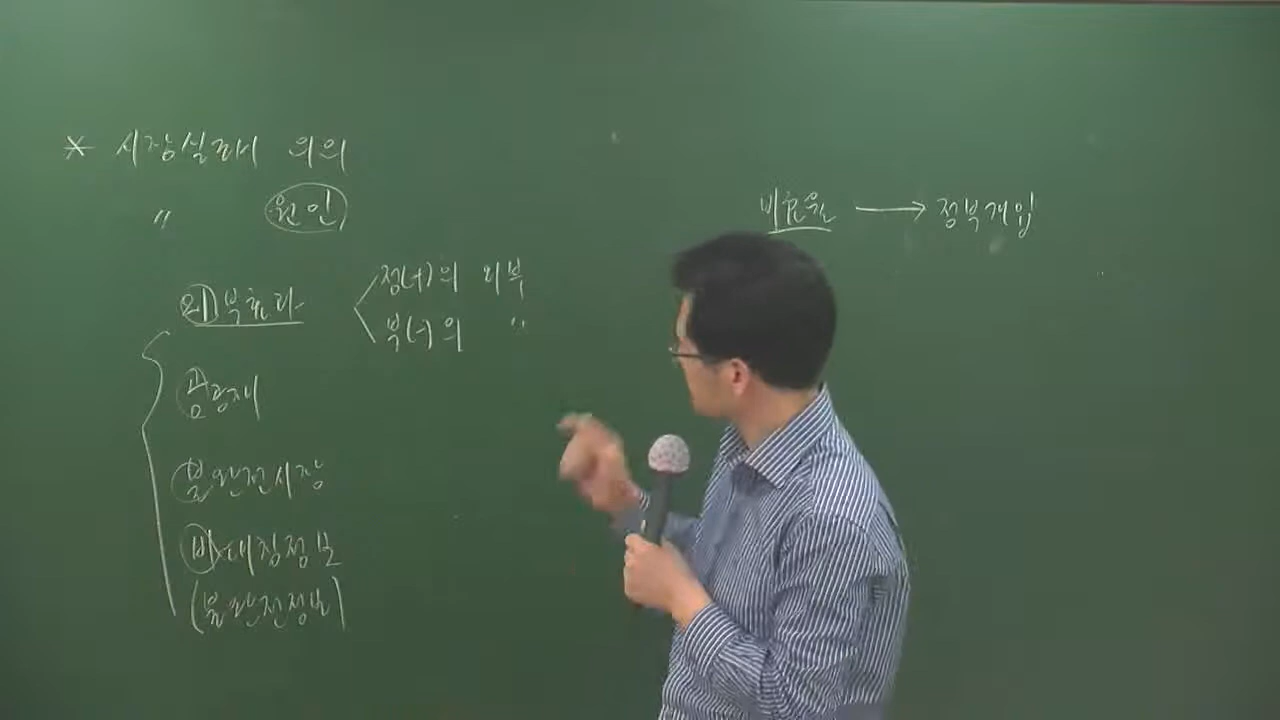 * 시장실패 의의
〃 원인
외부효과 정(+)의 외부
부(-)의 〃
공공재
불완전시장
비대칭정보
(불완전정보)
비효율 → 정부개입